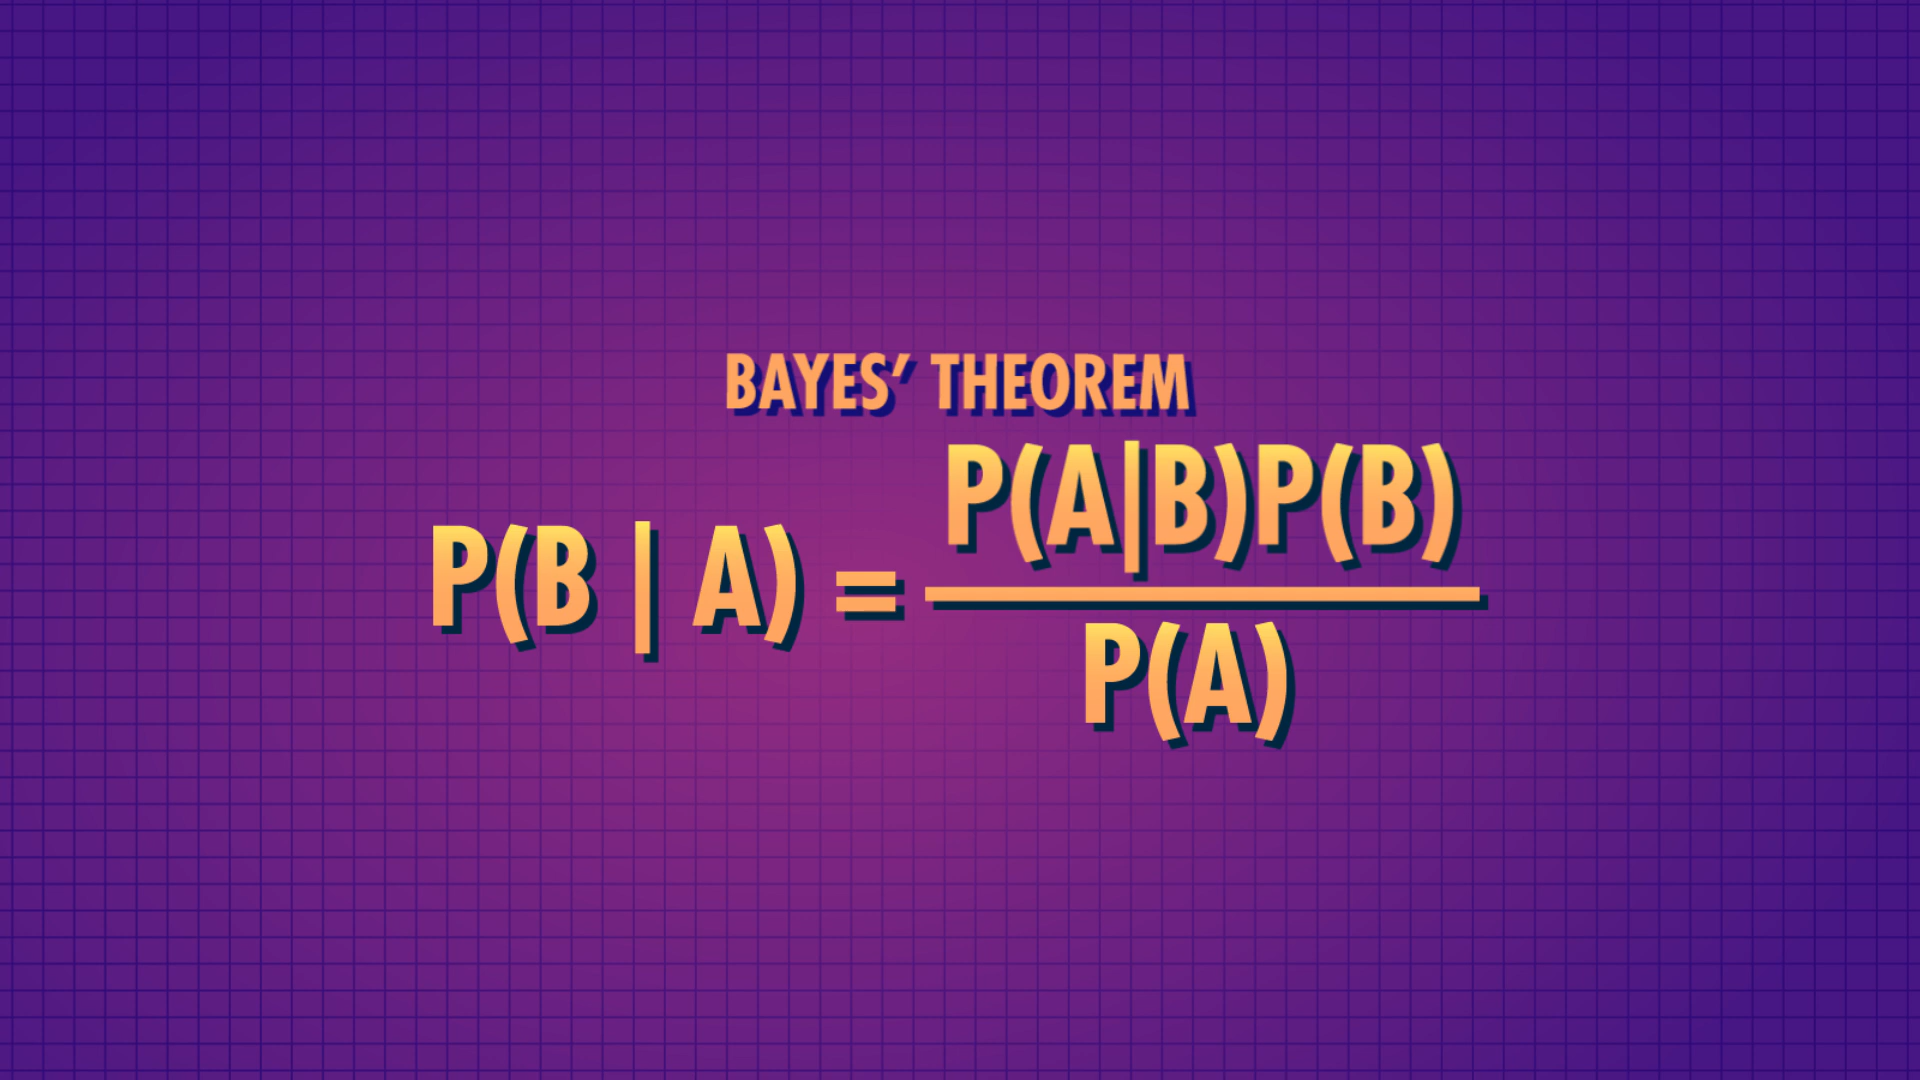 BAYES’ THEOREM
P(A|B)P(B)
P(B | A) =
P(A)